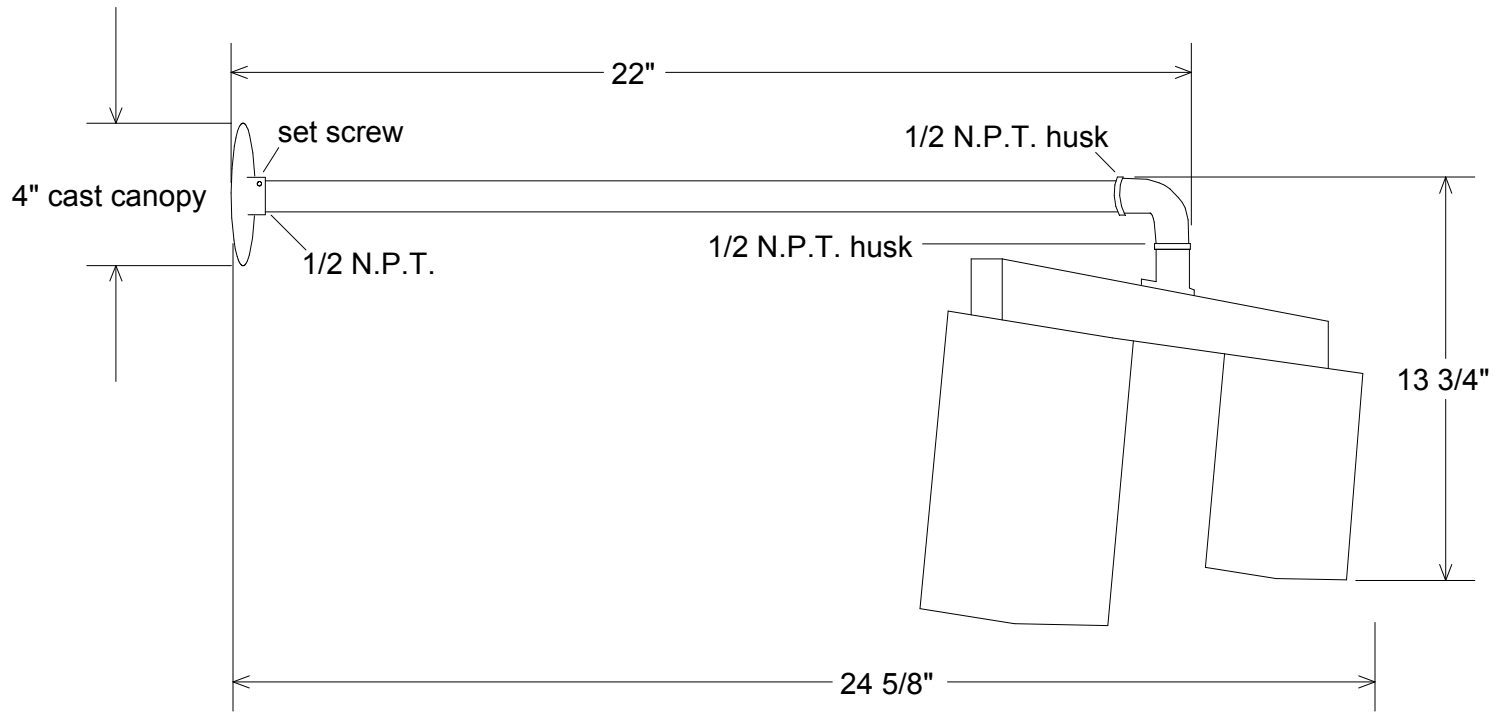 22"
set screw
1/2 N.P.T. husk
4" cast canopy
1/2 N.P.T. husk
1/2 N.P.T.
13 3/4"
24 5/8"